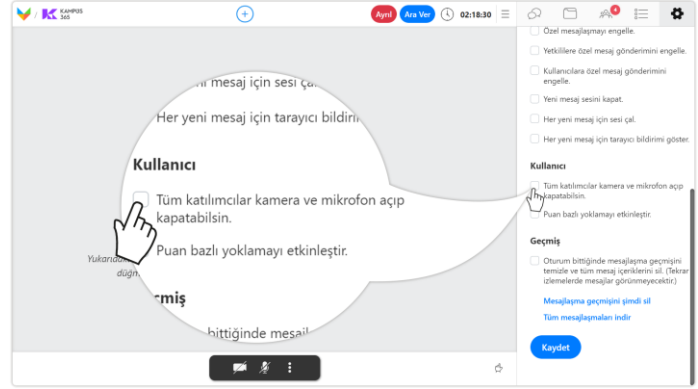 KAMPÜS
365
Ayrıl
Ara Ver
02:18:30
4
Özel mesajlaşmayı engelle.
Yetkililere özel mesaj gönderimini engelle.
Kullanıcılara özel mesaj gönderimini
engelle.
Yeni mesaj sesini kapat.
Her yeni mesaj için sesi çal.
Her yeni mesaj için tarayıcı bildirimi göster.
Kullanıcı
Tüm katılımcılar kamera ve mikrofon açıp
kapatabilsin.
Puan bazlı yoklamayı etkinleştir.
Geçmiş
Oturum bittiğinde mesajlaşma geçmişini
temizle ve tüm mesaj içeriklerini sil. (Tekrar
izlemelerde mesajlar görünmeyecektir.)
Mesajlaşma geçmişini şimdi sil
Tüm mesajlaşmaları indir
Kaydet
mesaj için sesi
Her yeni mesaj için tarayıcı
Kullanıcı
Tüm katılımcılar kamera ve mikrofon açıp
kapatabilsin.
Puan bazlı yoklamayı etkinleştir.
bittiğinde